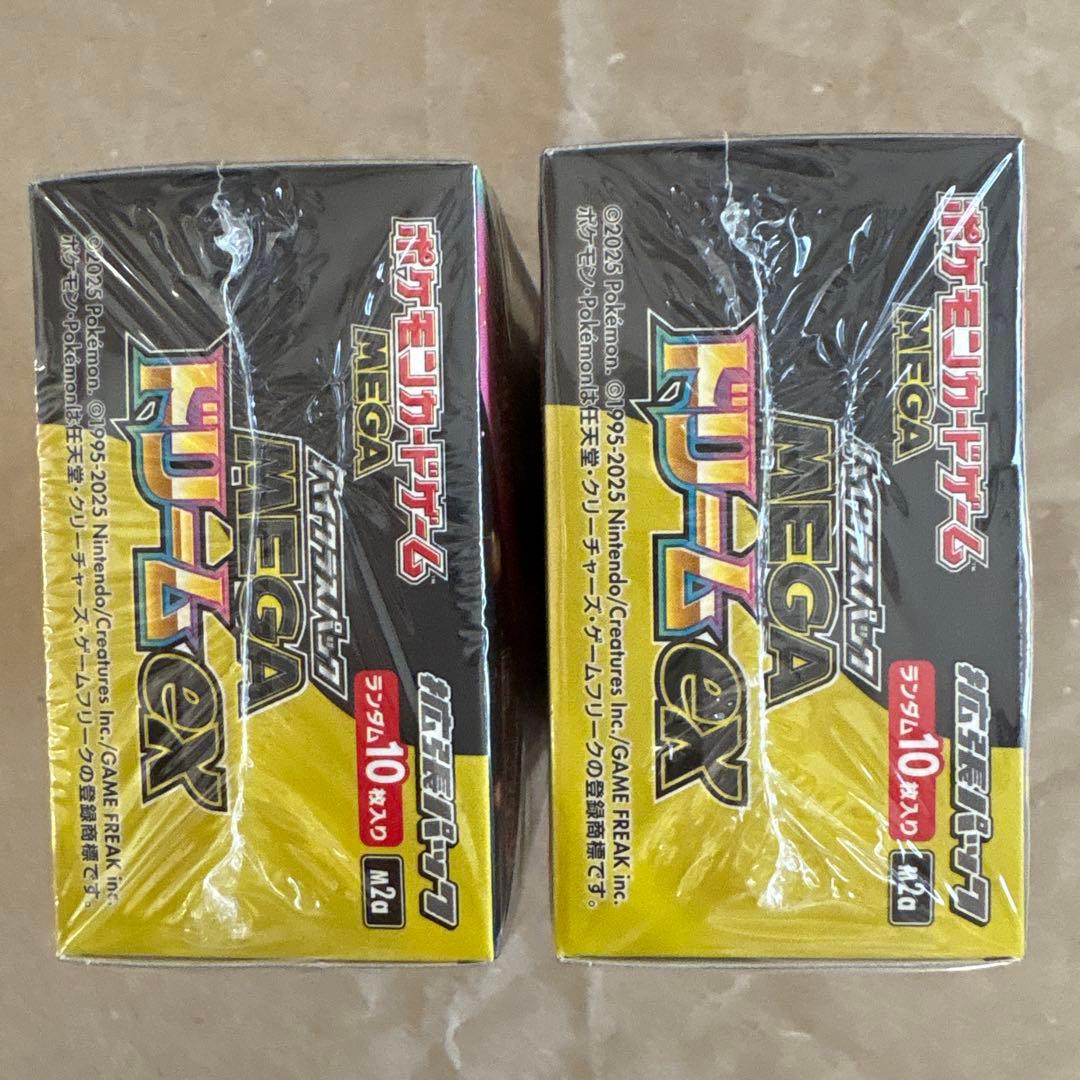 ポケモンカードゲーム
MEGA
拡張パック
ハイクラスパック
MEGA
ドリームex
ランダム10枚入り
M2a
©2025 Pokémon. ©1995-2025 Nintendo/Creatures Inc./GAME FREAK inc.
ポケモン・Pokémonは任天堂・クリーチャーズ・ゲームフリークの登録商標です。
ポケモンカードゲーム
MEGA
拡張パック
ハイクラスパック
MEGA
ドリームex
ランダム10枚入り
M2a
©2025 Pokémon. ©1995-2025 Nintendo/Creatures Inc./GAME FREAK inc.
ポケモン・Pokémonは任天堂・クリーチャーズ・ゲームフリークの登録商標です。